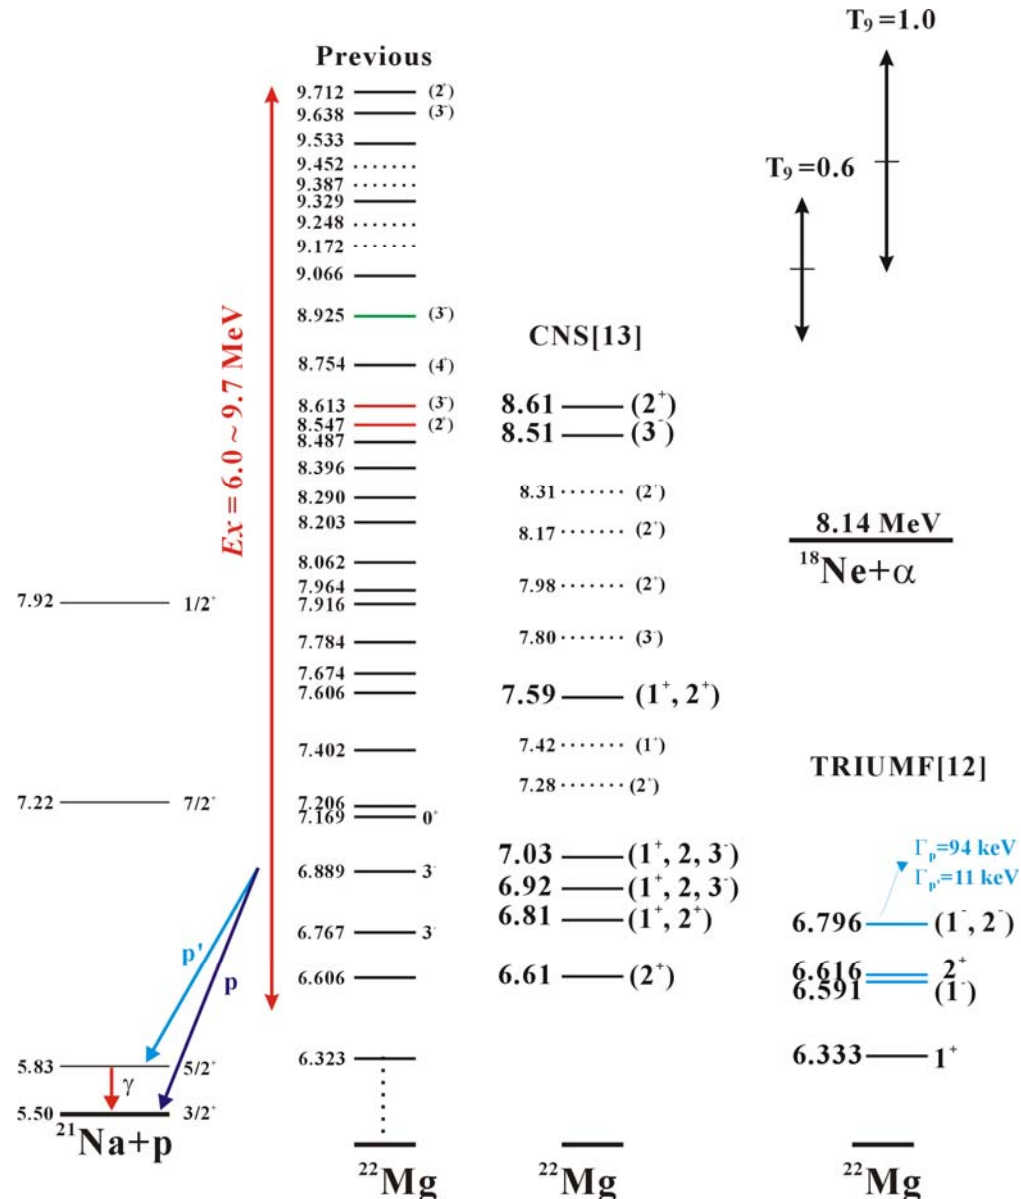 T₉=1.0
Previous
9.712 (2⁺)
9.638 (3⁻)
9.533
9.452
T₉=0.6
9.387
9.329
9.248
9.172
9.066
Ex = 6.0 ~ 9.7 MeV
8.925 (3⁻)
CNS[13]
8.754 (4⁺)
8.613 (3⁻)
8.61 (2⁺)
8.547 (2⁺)
8.51 (3⁻)
8.487
8.396
8.290
8.31
8.203
8.17 (2⁺)
8.14 MeV
¹⁸Ne+α
8.062
7.964
7.98 (2⁺)
7.92 1/2⁺
7.916
7.784
7.80 (3⁻)
7.674
7.606
7.59 (1⁺, 2⁺)
7.402
7.42 (1⁺)
TRIUMF[12]
7.28 (2⁺)
7.22 7/2⁺
7.206
7.169 0⁺
7.03 (1⁺, 2, 3⁻)
Γp=94 keV
Γp'=11 keV
6.889 3⁻
6.92 (1⁺, 2, 3⁻)
6.81 (1⁺, 2⁺)
6.796 (1⁻, 2⁻)
6.767 3⁻
p'
p
6.606
6.61 (2⁺)
6.616 2⁺
6.591 (1⁻)
6.323
6.333 1⁺
5.83 5/2⁺
γ
5.50 3/2⁺
²¹Na+p
²²Mg
²²Mg
²²Mg